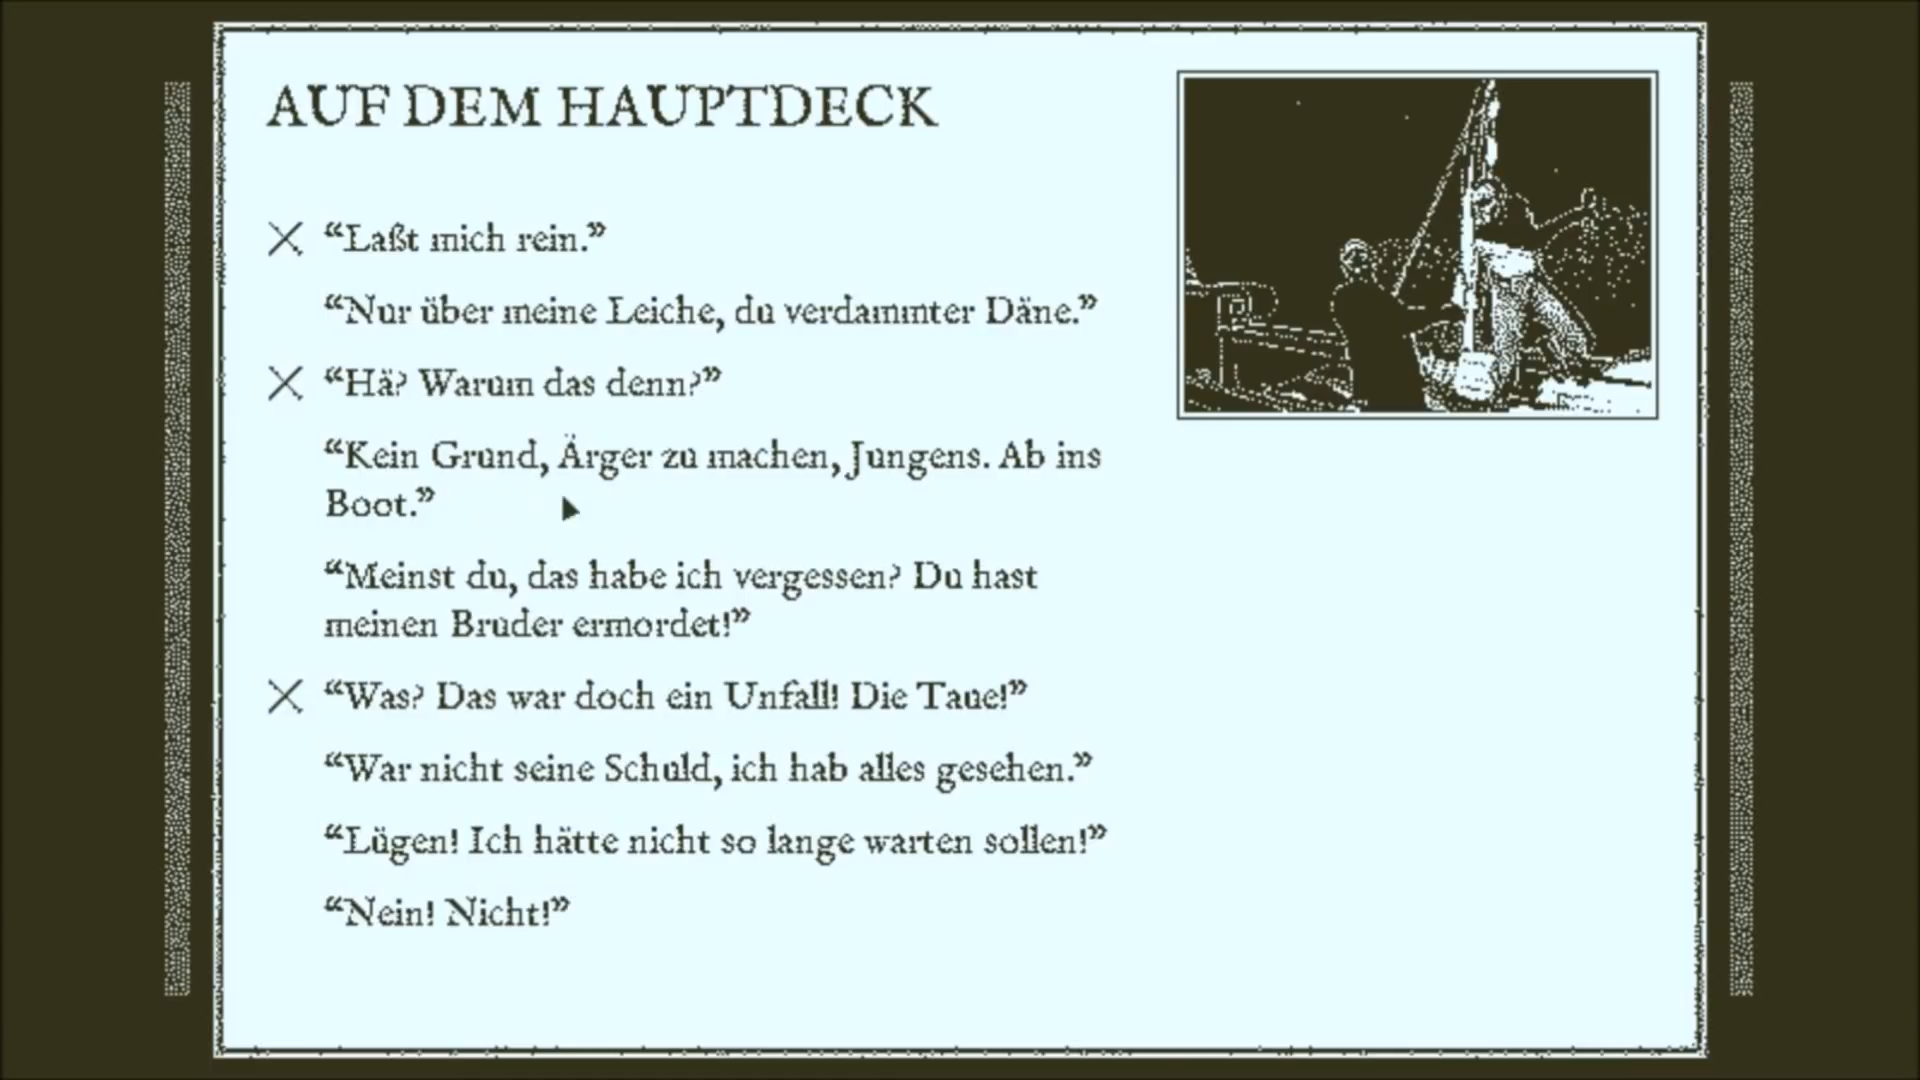 AUF DEM HAUPTDECK
“Laßt mich rein.”
“Nur über meine Leiche, du verdammter Däne.”
“Hä? Warum das denn?”
“Kein Grund, Ärger zu machen, Jungens. Ab ins
Boot.”
“Meinst du, das habe ich vergessen? Du hast
meinen Bruder ermordet!”
“Was? Das war doch ein Unfall! Die Taue!”
“War nicht seine Schuld, ich hab alles gesehen.”
“Lügen! Ich hätte nicht so lange warten sollen!”
“Nein! Nicht!”